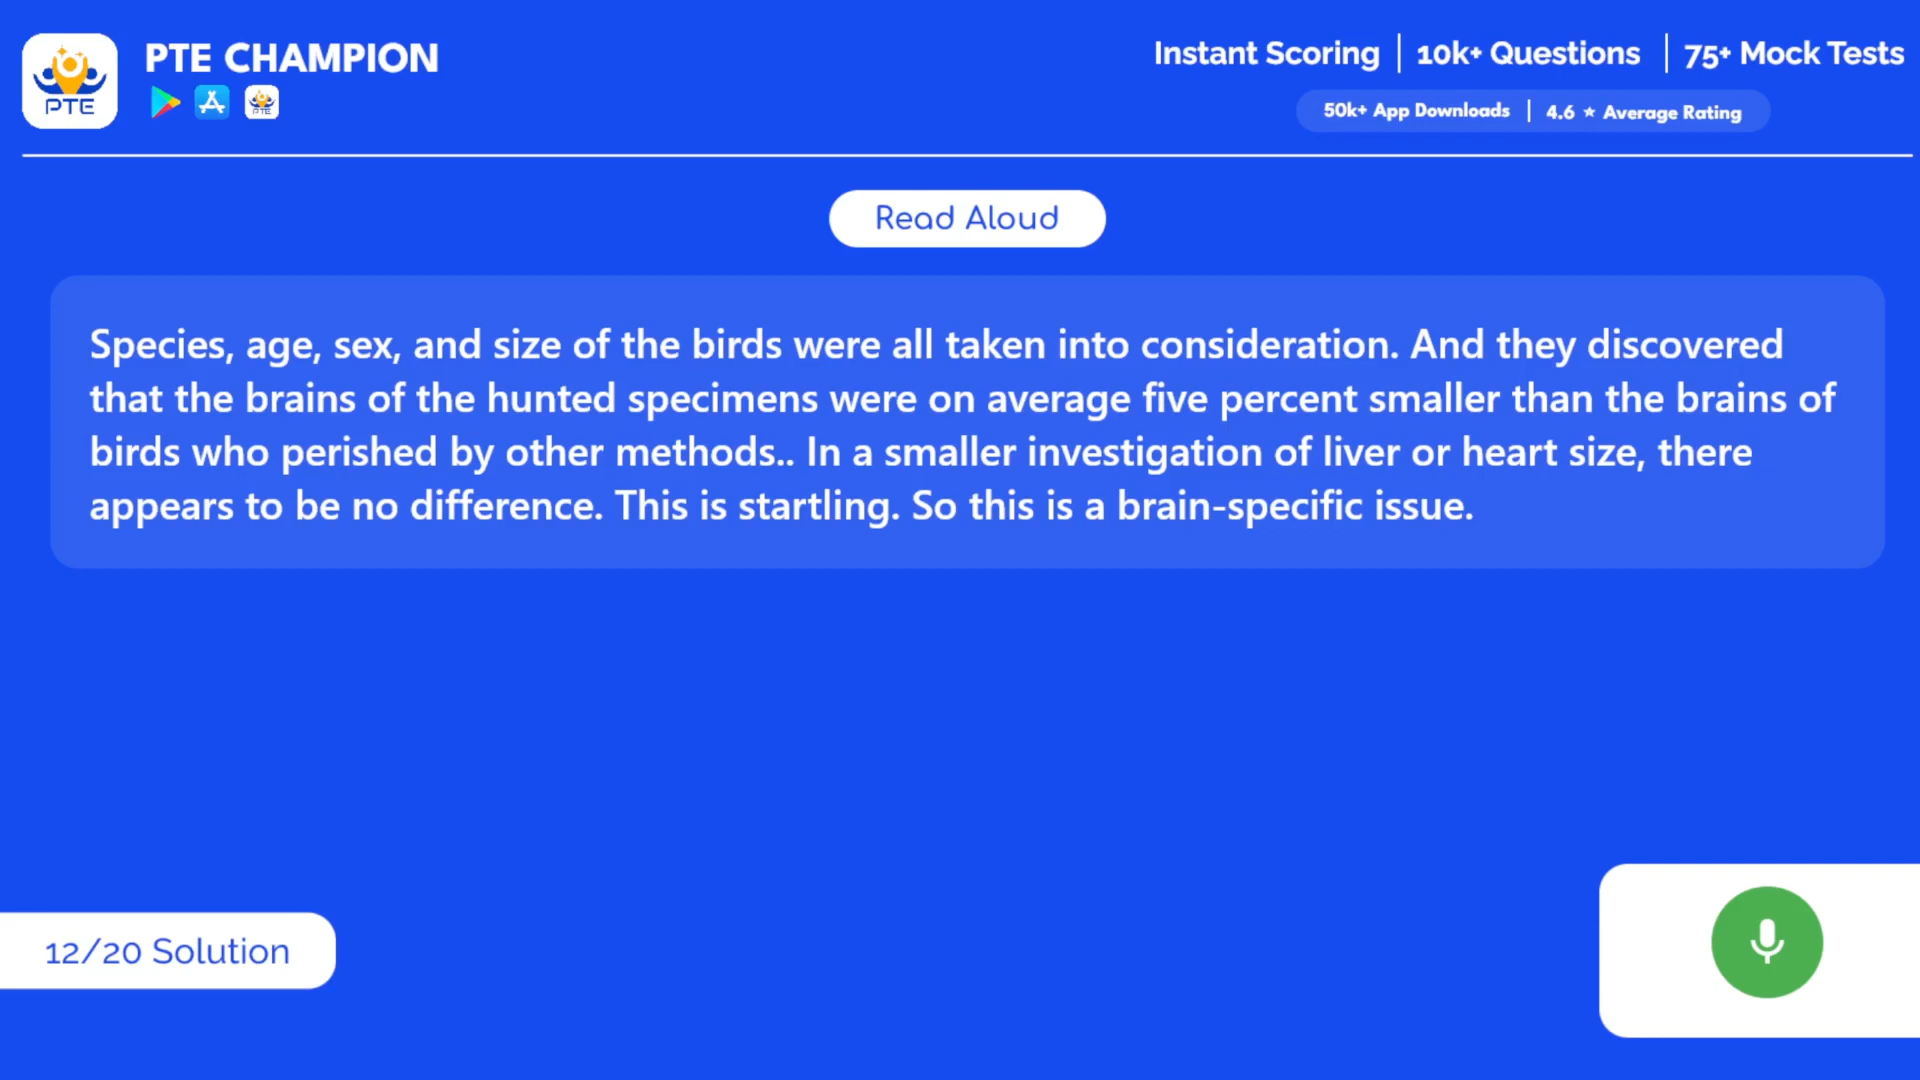 PTE CHAMPION
PTE
PTE
Instant Scoring | 10k+ Questions | 75+ Mock Tests
50k+ App Downloads | 4.6 ★ Average Rating
Read Aloud
Species, age, sex, and size of the birds were all taken into consideration. And they discovered
that the brains of the hunted specimens were on average five percent smaller than the brains of
birds who perished by other methods.. In a smaller investigation of liver or heart size, there
appears to be no difference. This is startling. So this is a brain-specific issue.
12/20 Solution